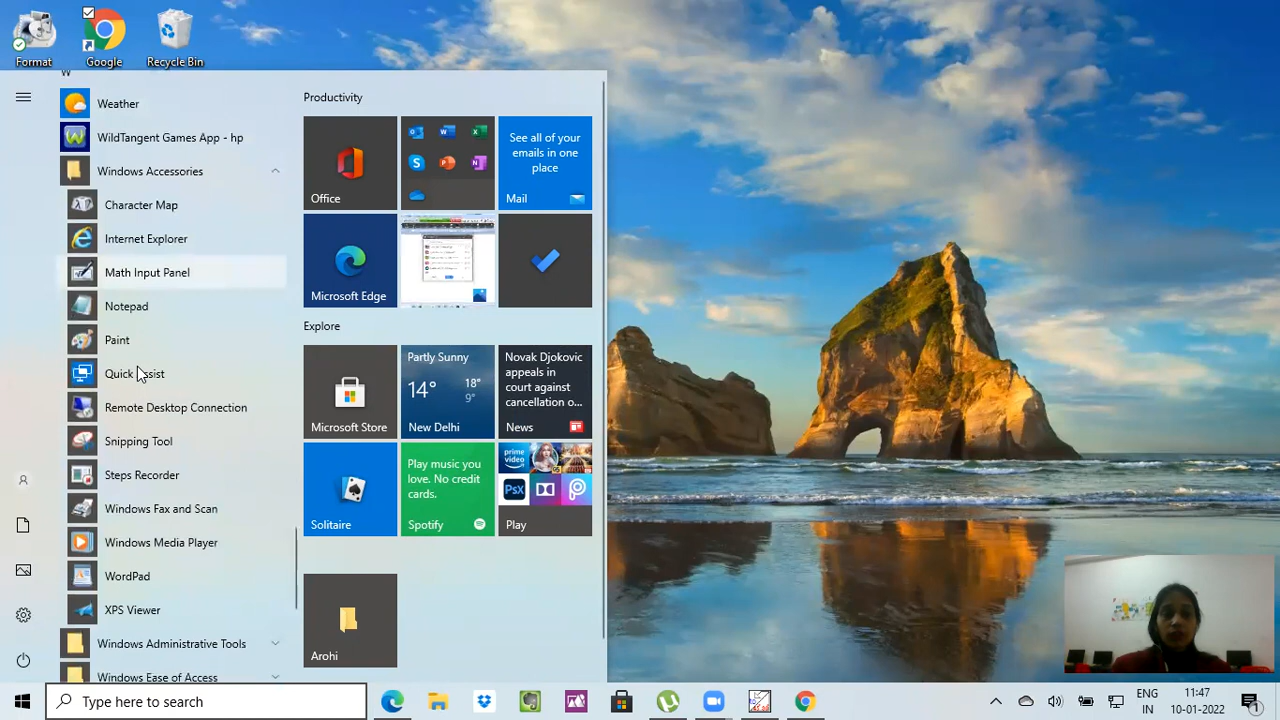 Format
Google
Recycle Bin
W
Weather
WildTangent Games App - hp
Windows Accessories
Character Map
Internet Explorer
Math Input Panel
Notepad
Paint
Quick Assist
Remote Desktop Connection
Snipping Tool
Steps Recorder
Windows Fax and Scan
Windows Media Player
WordPad
XPS Viewer
Windows Administrative Tools
Windows Ease of Access
Productivity
Office
See all of your
emails in one
place
Mail
Microsoft Edge
Explore
Microsoft Store
Partly Sunny
14°
18°
9°
New Delhi
Novak Djokovic
appeals in
court against
cancellation o...
News
Solitaire
Play music you
love. No credit
cards.
Spotify
prime
video
Psx
Play
Arohi
Type here to search
ENG
IN
11:47
10-01-2022
1